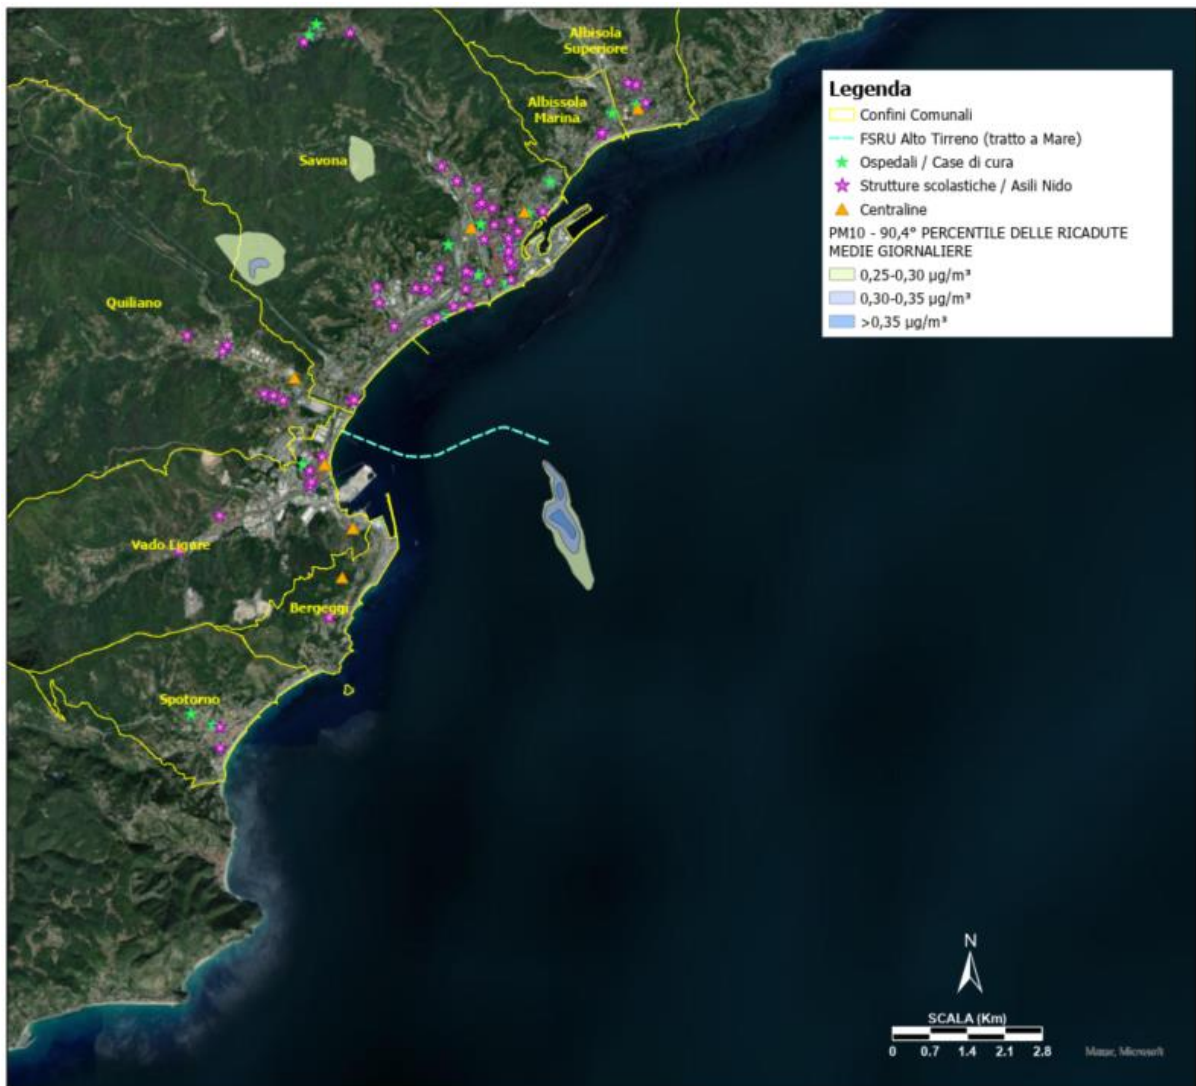 Albisola
Superiore
Albissola
Marina
Savona
Quiliano
Vado Ligure
Bergeggi
Spotorno
Legenda
Confini Comunali
FSRU Alto Tirreno (tratto a Mare)
Ospedali / Case di cura
Strutture scolastiche / Asili Nido
Centraline
PM10 - 90,4° PERCENTILE DELLE RICADUTE
MEDIE GIORNALIERE
0,25-0,30 µg/m³
0,30-0,35 µg/m³
>0,35 µg/m³
N
SCALA (Km)
0 0.7 1.4 2.1 2.8
Maxar, Microsoft